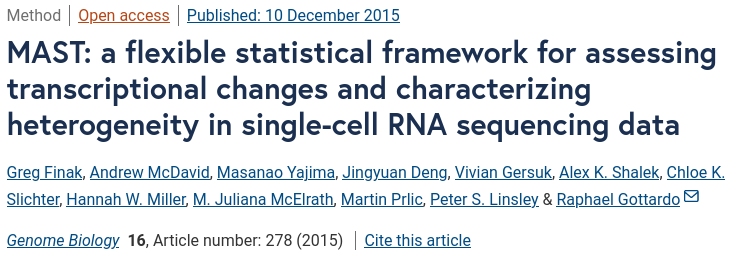 Method | Open access | Published: 10 December 2015
MAST: a flexible statistical framework for assessing
transcriptional changes and characterizing
heterogeneity in single-cell RNA sequencing data
Greg Finak, Andrew McDavid, Masanao Yajima, Jingyuan Deng, Vivian Gersuk, Alex K. Shalek, Chloe K.
Slichter, Hannah W. Miller, M. Juliana McElrath, Martin Prlic, Peter S. Linsley & Raphael Gottardo
Genome Biology 16, Article number: 278 (2015) | Cite this article